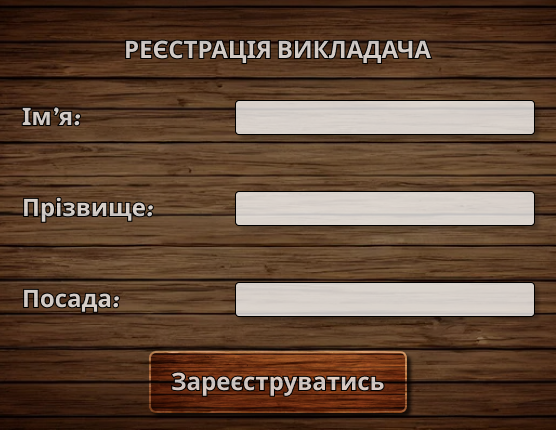 РЕЄСТРАЦІЯ ВИКЛАДАЧА
Ім’я:
Прізвище:
Посада:
Зареєструватись